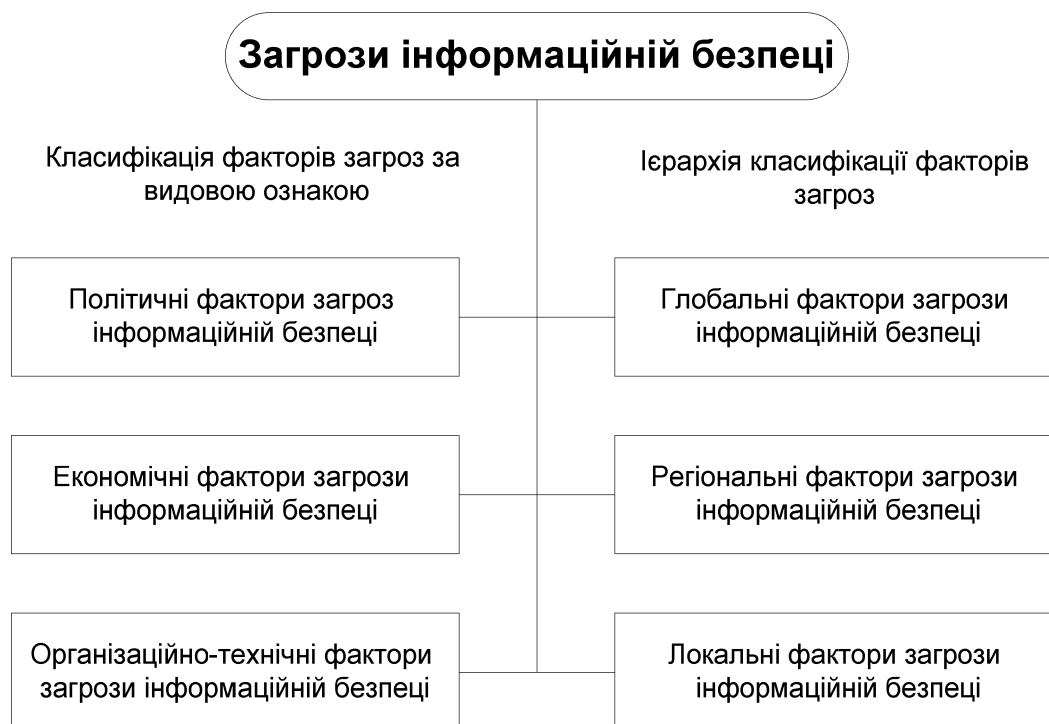 Загрози інформаційній безпеці
Класифікація факторів загроз за
видовою ознакою
Ієрархія класифікації факторів
загроз
Політичні фактори загроз
інформаційній безпеці
Глобальні фактори загрози
інформаційній безпеці
Економічні фактори загрози
інформаційній безпеці
Регіональні фактори загрози
інформаційній безпеці
Організаційно-технічні фактори
загрози інформаційній безпеці
Локальні фактори загрози
інформаційній безпеці